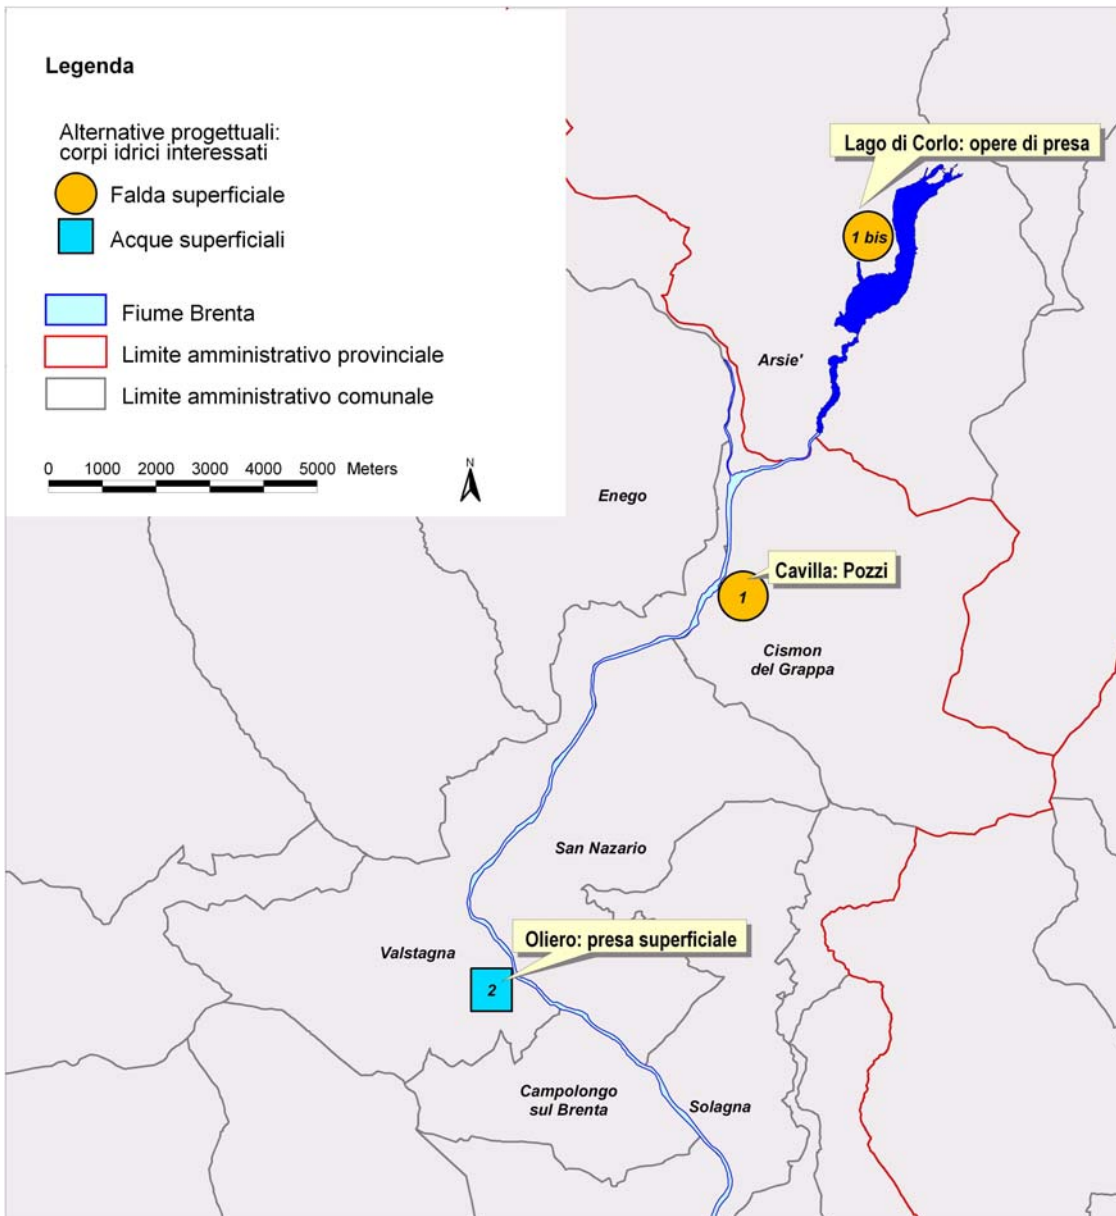 Legenda
Alternative progettuali:
corpi idrici interessati
Falda superficiale
Acque superficiali
Fiume Brenta
Limite amministrativo provinciale
Limite amministrativo comunale
0 1000 2000 3000 4000 5000 Meters
N
Lago di Corlo: opere di presa
1 bis
Arsie'
Enego
Cavilla: Pozzi
1
Cismon
del Grappa
San Nazario
Oliero: presa superficiale
Valstagna
2
Campolongo
sul Brenta
Solagna